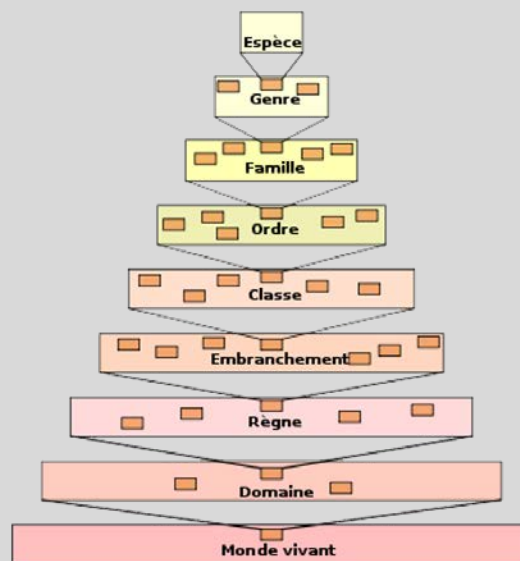 Espèce
Genre
Famille
Ordre
Classe
Embranchement
Règne
Domaine
Monde vivant